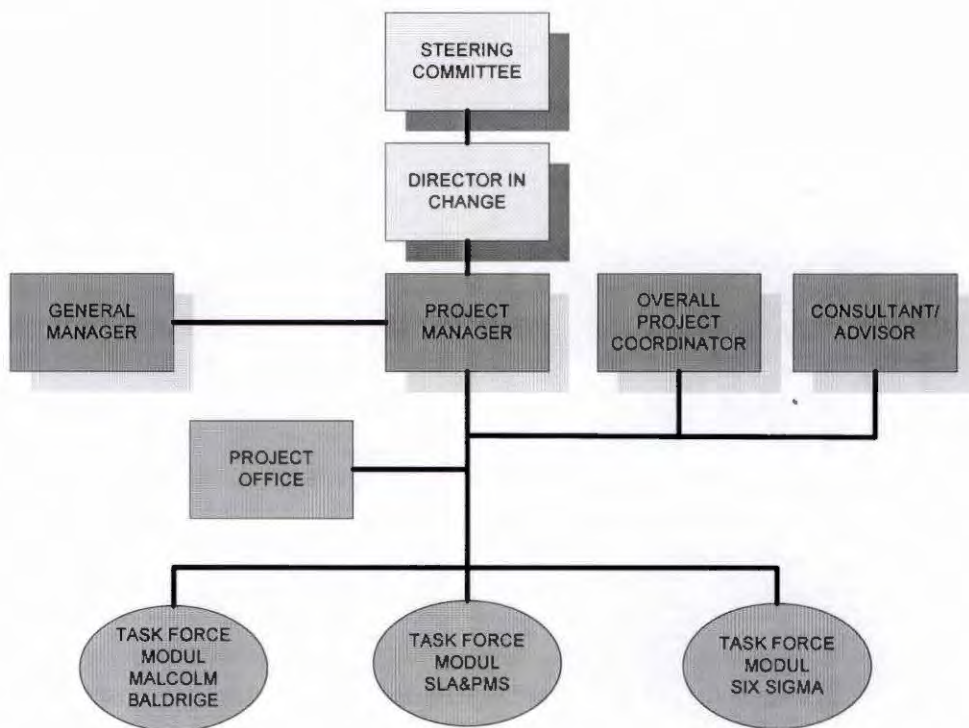 STEERING
COMMITTEE
DIRECTOR IN
CHANGE
GENERAL
MANAGER
PROJECT
MANAGER
OVERALL
PROJECT
COORDINATOR
CONSULTANT/
ADVISOR
PROJECT
OFFICE
TASK FORCE
MODUL
MALCOLM
BALDRIGE
TASK FORCE
MODUL
SLA&PMS
TASK FORCE
MODUL
SIX SIGMA